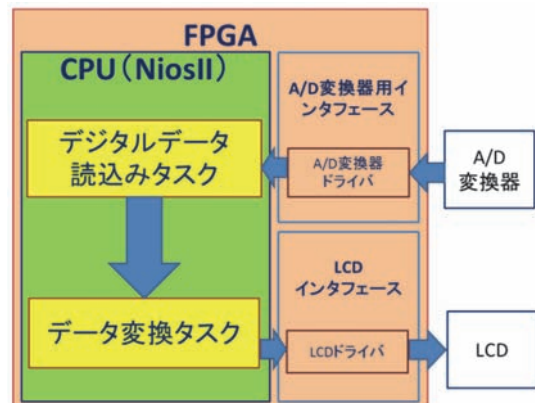 FPGA
CPU(NiosII)
デジタルデータ
読込みタスク
データ変換タスク
A/D変換器用イ
ンタフェース
A/D変換器
ドライバ
LCD
インタフェース
LCDドライバ
A/D
変換器
LCD